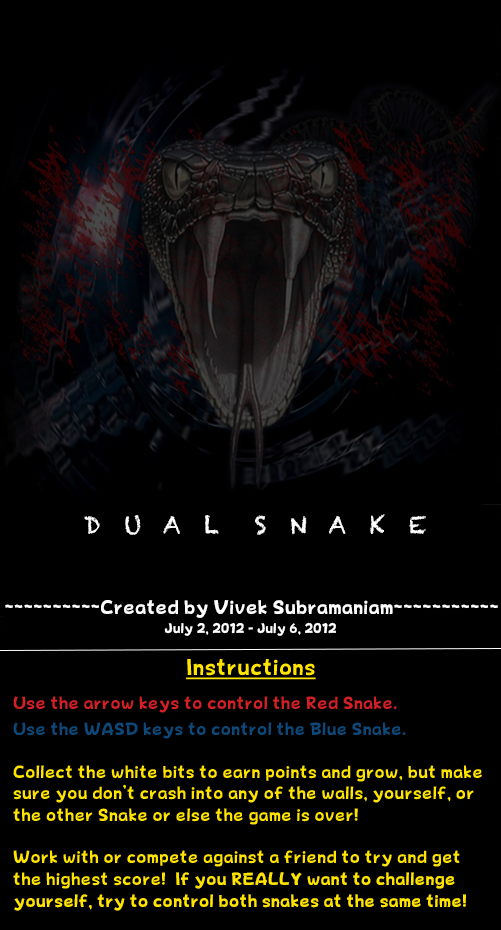 DUAL SNAKE
~~~~~~~~~~Created by Vivek Subramaniam~~~~~~~~~~~
July 2, 2012 - July 6, 2012
Instructions
Use the arrow keys to control the Red Snake.
Use the WASD keys to control the Blue Snake.
Collect the white bits to earn points and grow, but make
sure you don't crash into any of the walls, yourself, or
the other Snake or else the game is over!
Work with or compete against a friend to try and get
the highest score!  If you REALLY want to challenge
yourself, try to control both snakes at the same time!